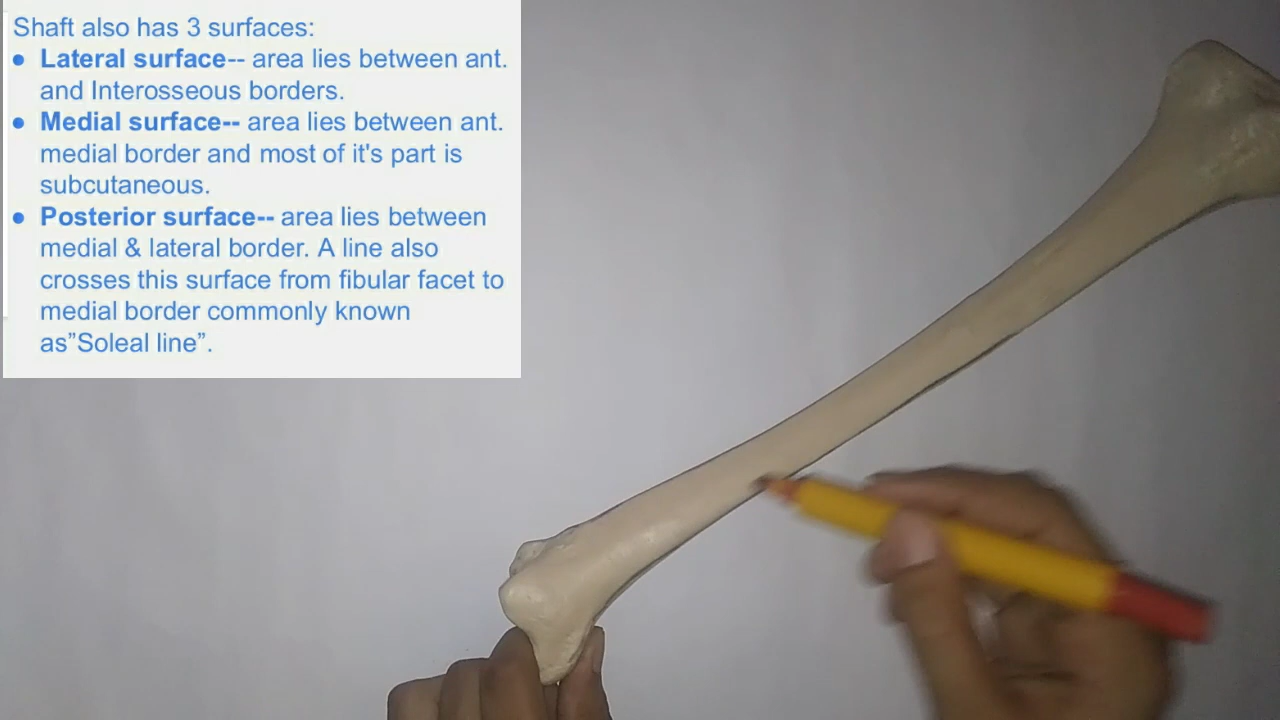 Shaft also has 3 surfaces:
● Lateral surface-- area lies between ant.
and Interosseous borders.
● Medial surface-- area lies between ant.
medial border and most of it's part is
subcutaneous.
● Posterior surface-- area lies between
medial & lateral border. A line also
crosses this surface from fibular facet to
medial border commonly known
as”Soleal line”.